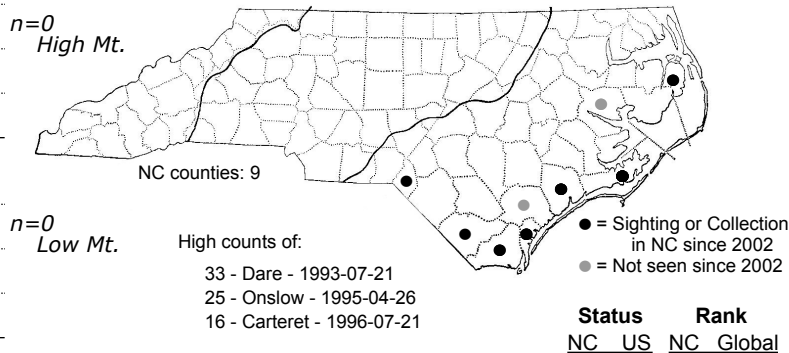 n=0
High Mt.
NC counties: 9
n=0
Low Mt.
High counts of:
33 - Dare - 1993-07-21
25 - Onslow - 1995-04-26
16 - Carteret - 1996-07-21
= Sighting or Collection
in NC since 2002
= Not seen since 2002
Status Rank
NC US NC Global